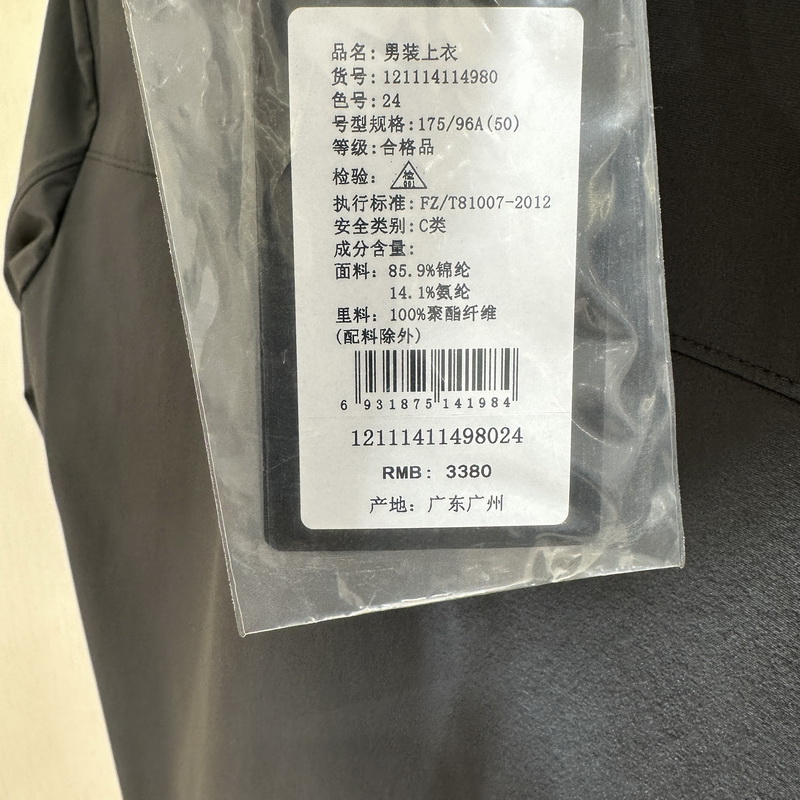 品名: 男装上衣
货号: 121114114980
色号: 24
号型规格: 175/96A(50)
等级: 合格品
检验: 检 001
执行标准: FZ/T81007-2012
安全类别: C类
成分含量:
面料: 85.9%锦纶
14.1%氨纶
里料: 100%聚酯纤维
(配料除外)
6 931875 141984
12111411498024
RMB: 3380
产地: 广东广州